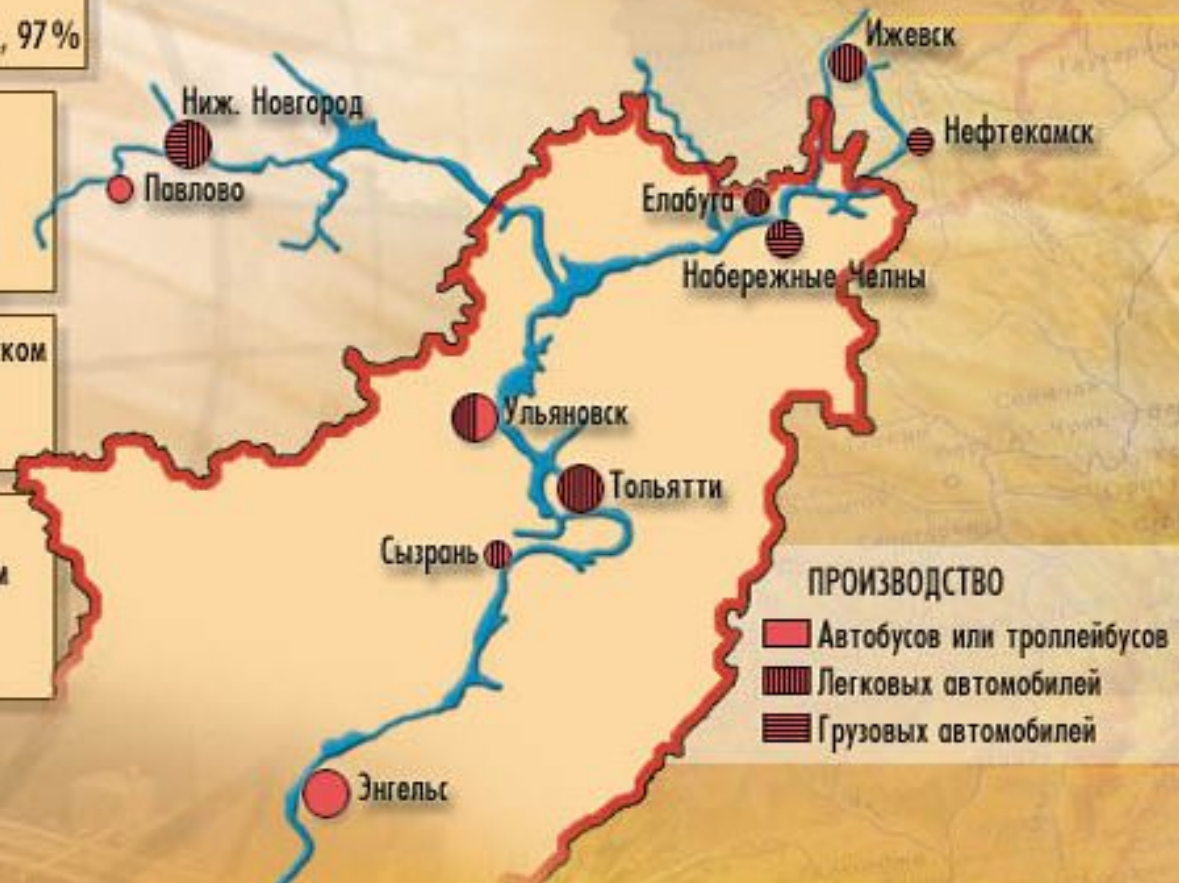 , 97 %
Ижевск
Ниж. Новгород
Нефтекамск
Павлово
Елабуга
Набережные Челны
ком
Ульяновск
Тольятти
Сызрань
м
ПРОИЗВОДСТВО
Автобусов или троллейбусов
Легковых автомобилей
Грузовых автомобилей
Энгельс